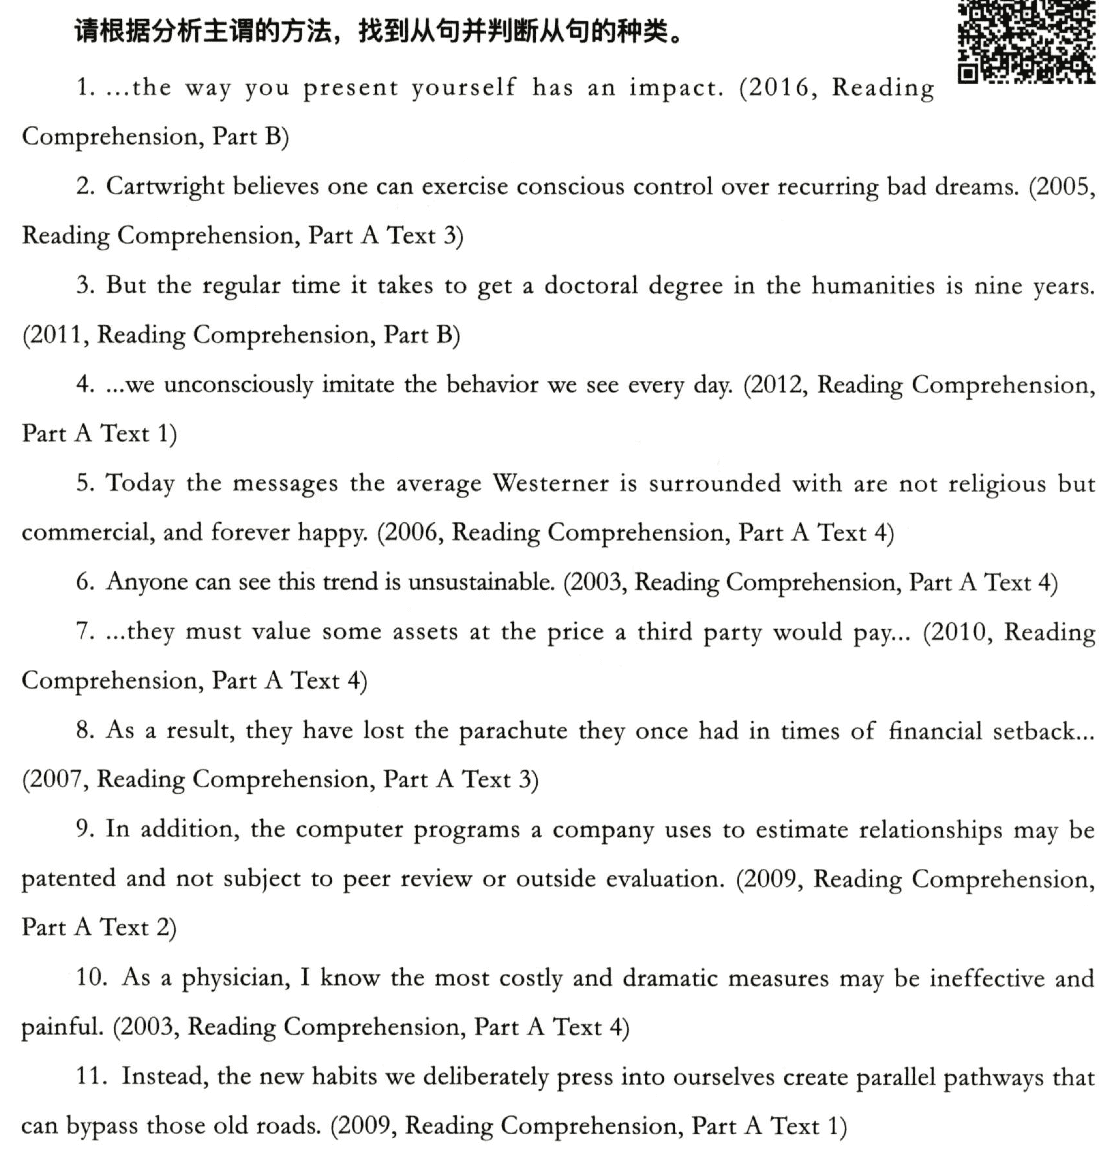 请根据分析主谓的方法，找到从句并判断从句的种类。
1. ...the way you present yourself has an impact. (2016, Reading
Comprehension, Part B)
2. Cartwright believes one can exercise conscious control over recurring bad dreams. (2005,
Reading Comprehension, Part A Text 3)
3. But the regular time it takes to get a doctoral degree in the humanities is nine years.
(2011, Reading Comprehension, Part B)
4. ...we unconsciously imitate the behavior we see every day. (2012, Reading Comprehension,
Part A Text 1)
5. Today the messages the average Westerner is surrounded with are not religious but
commercial, and forever happy. (2006, Reading Comprehension, Part A Text 4)
6. Anyone can see this trend is unsustainable. (2003, Reading Comprehension, Part A Text 4)
7. ...they must value some assets at the price a third party would pay... (2010, Reading
Comprehension, Part A Text 4)
8. As a result, they have lost the parachute they once had in times of financial setback...
(2007, Reading Comprehension, Part A Text 3)
9. In addition, the computer programs a company uses to estimate relationships may be
patented and not subject to peer review or outside evaluation. (2009, Reading Comprehension,
Part A Text 2)
10. As a physician, I know the most costly and dramatic measures may be ineffective and
painful. (2003, Reading Comprehension, Part A Text 4)
11. Instead, the new habits we deliberately press into ourselves create parallel pathways that
can bypass those old roads. (2009, Reading Comprehension, Part A Text 1)